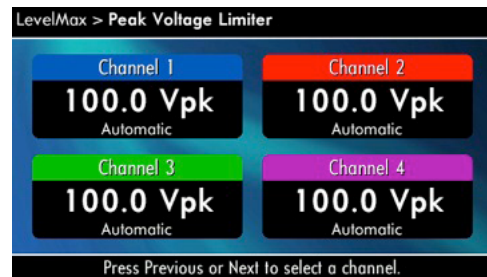 LevelMax > Peak Voltage Limiter
Channel 1
100.0 Vpk
Automatic
Channel 2
100.0 Vpk
Automatic
Channel 3
100.0 Vpk
Automatic
Channel 4
100.0 Vpk
Automatic
Press Previous or Next to select a channel.